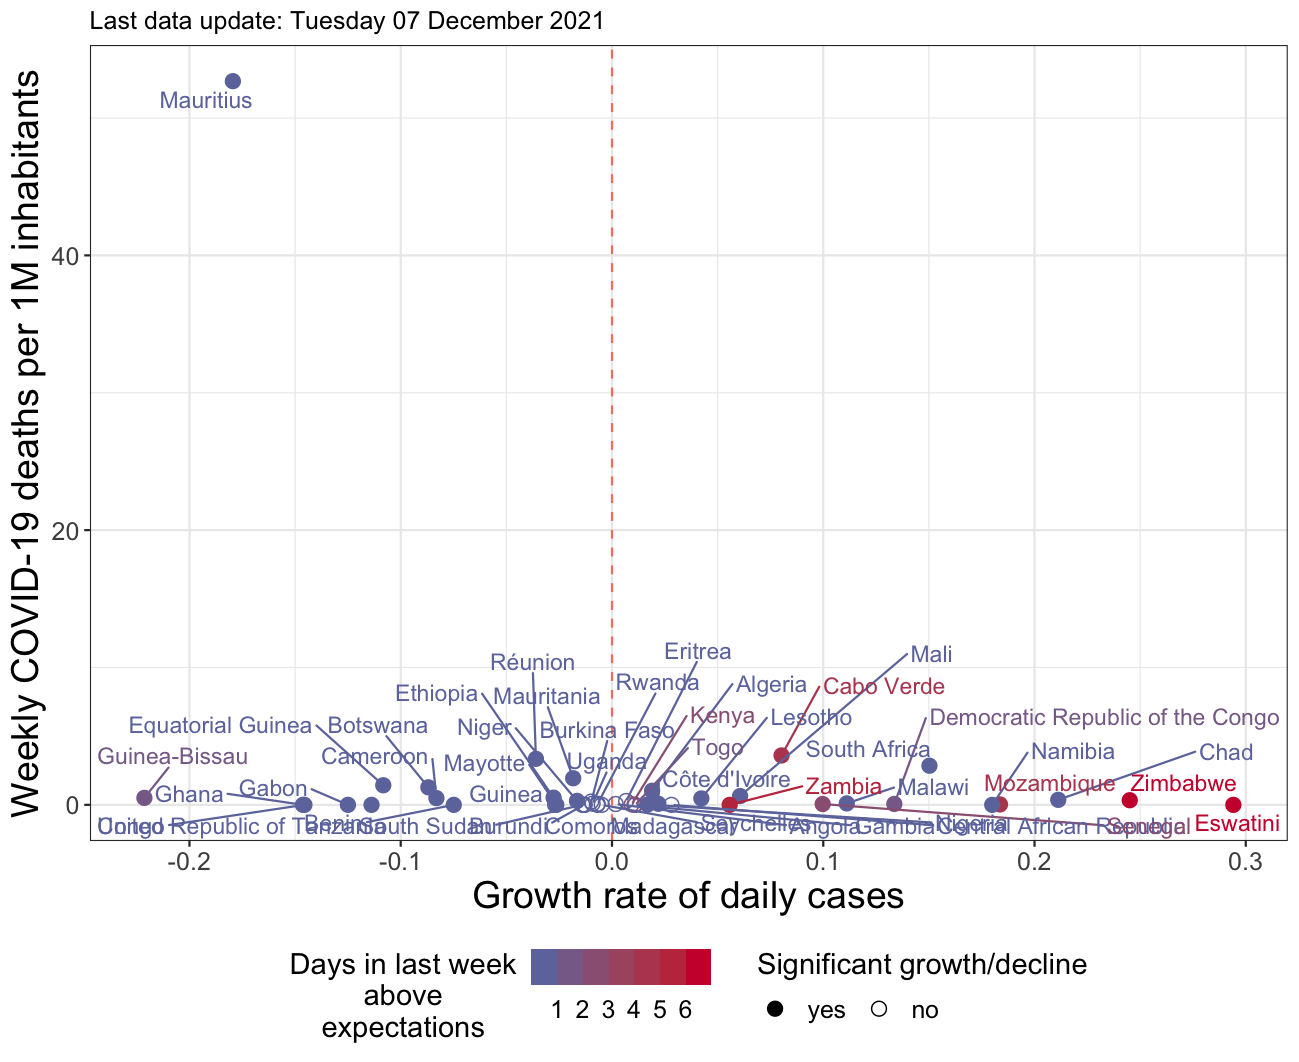 Last data update: Tuesday 07 December 2021
Weekly COVID-19 deaths per 1M inhabitants
40
20
0
Mauritius
Eritrea
Mali
Réunion
Rwanda
Algeria
Cabo Verde
Ethiopia
Mauritania
Kenya
Lesotho
Democratic Republic of the Congo
Equatorial Guinea
Botswana
Niger
Burkina Faso
Togo
South Africa
Namibia
Chad
Guinea-Bissau
Cameroon
Mayotte
Uganda
Côte d'Ivoire
Ghana
Gabon
Guinea
Zambia
Malawi
Mozambique
Zimbabwe
Congo
United Republic of Tanzania
Benin
South Sudan
Burundi
Comoros
Madagascar
Seychelles
Angola
Gambia
Nigeria
Central African Republic
Senegal
Eswatini
-0.2 -0.1 0.0 0.1 0.2 0.3
Growth rate of daily cases
Days in last week
above
expectations
1 2 3 4 5 6
Significant growth/decline
yes no